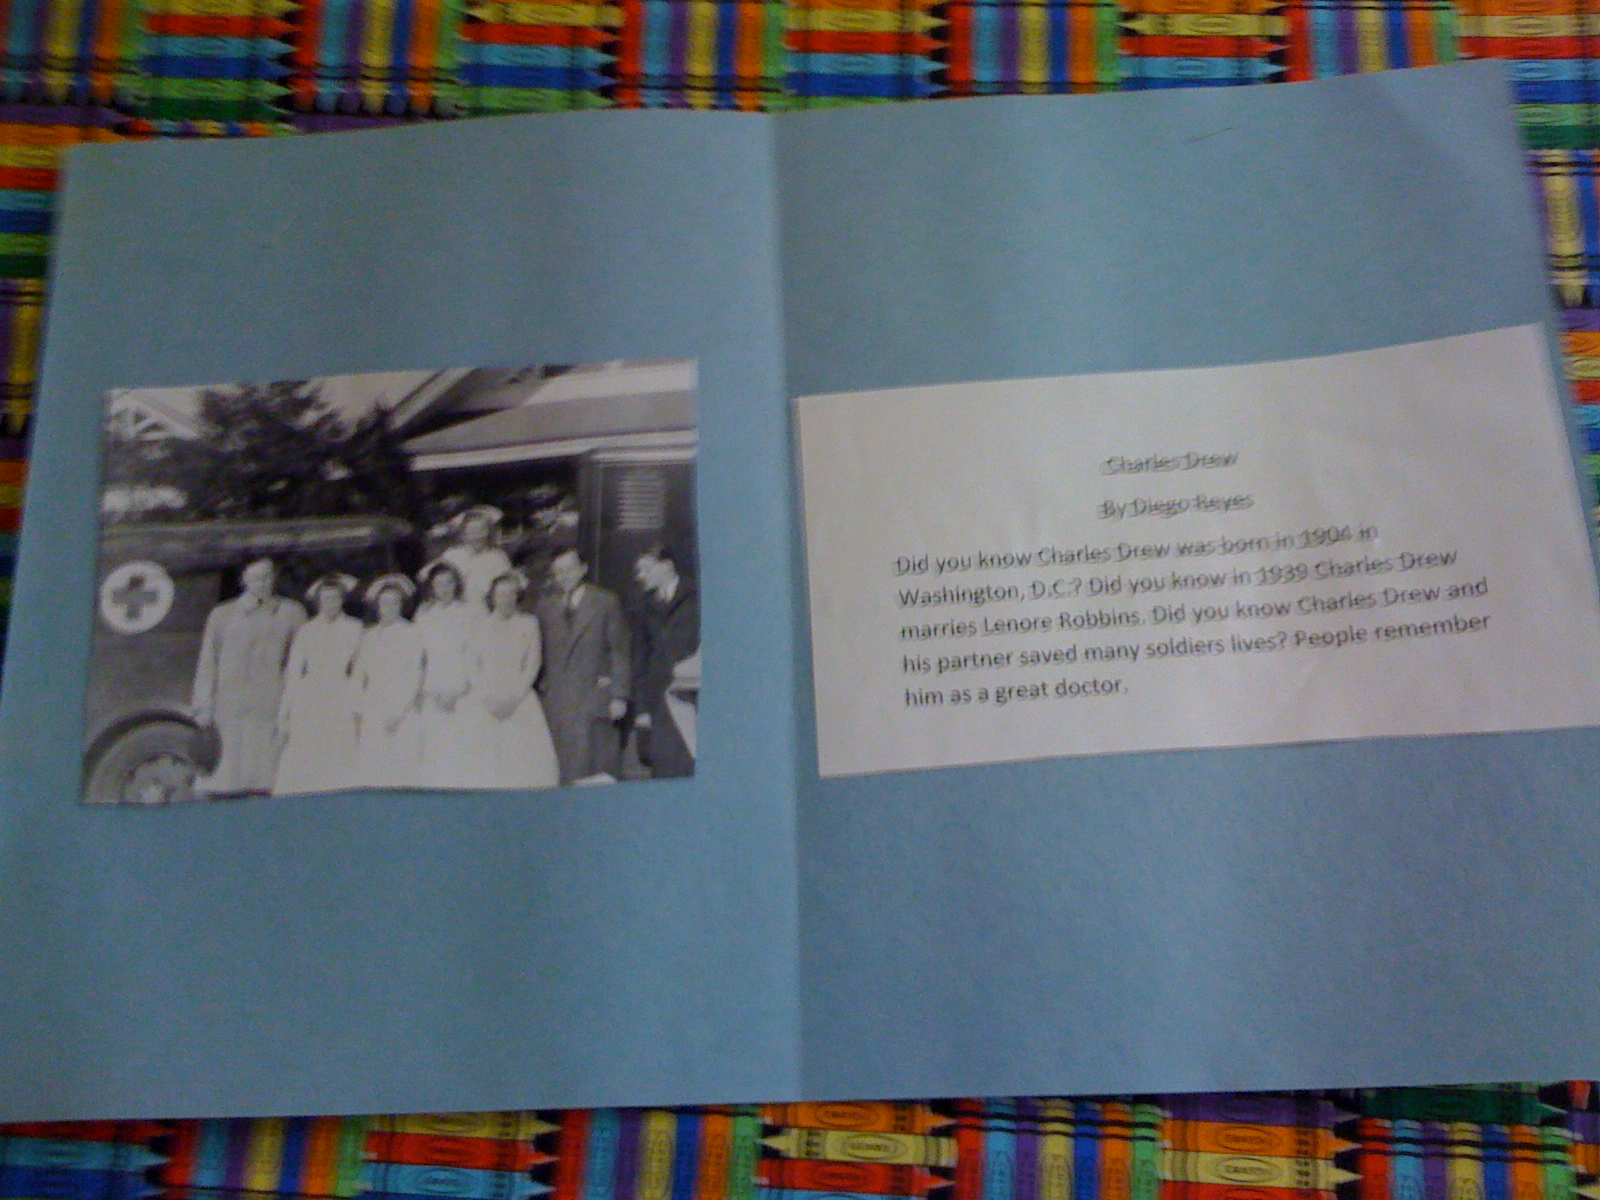 Charles Drew
By Diego Reyes
Did you know Charles Drew was born in 1904 in
Washington, D.C.? Did you know in 1939 Charles Drew
marries Lenore Robbins. Did you know Charles Drew and
his partner saved many soldiers lives? People remember
him as a great doctor.